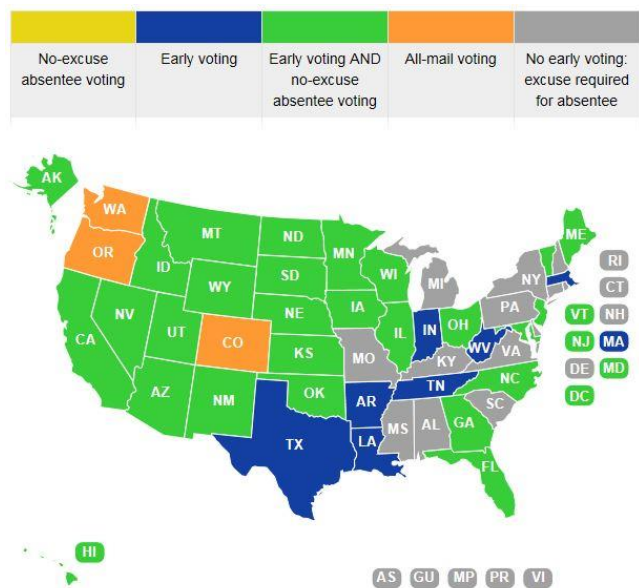 No-excuse
absentee voting
Early voting
Early voting AND
no-excuse
absentee voting
All-mail voting
No early voting:
excuse required
for absentee
AK
WA
MT
ND
MN
ME
OR
ID
SD
WI
MI
NY
RI
WY
CT
NE
IA
PA
NV
UT
IL
IN
OH
VT
NH
CA
CO
KS
MO
WV
VA
NJ
MA
KY
DE
MD
AZ
NM
OK
AR
TN
NC
DC
SC
TX
LA
MS
AL
GA
FL
HI
AS
GU
MP
PR
VI